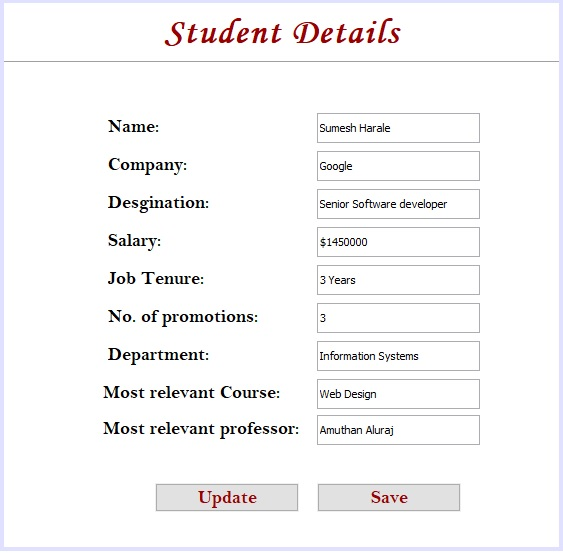 Student Details
Name: Sumesh Harale
Company: Google
Desgination: Senior Software developer
Salary: $1450000
Job Tenure: 3 Years
No. of promotions: 3
Department: Information Systems
Most relevant Course: Web Design
Most relevant professor: Amuthan Aluraj
Update Save